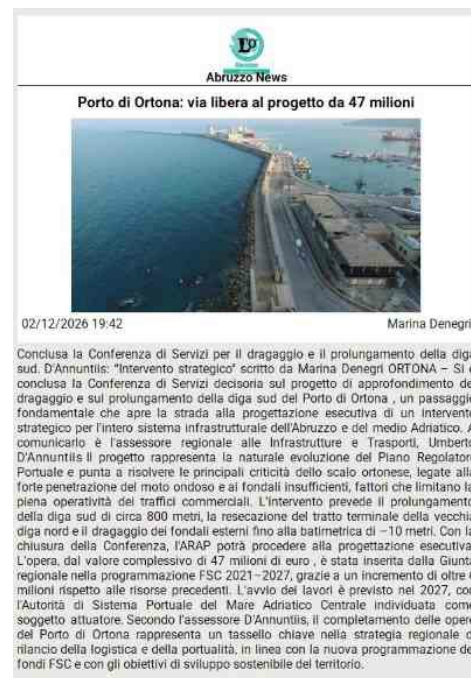 L'O
Abruzzo News
Porto di Ortona: via libera al progetto da 47 milioni
02/12/2026 19:42
Marina Denegri
Conclusa la Conferenza di Servizi per il dragaggio e il prolungamento della diga
sud. D'Annuntiis: "Intervento strategico" scritto da Marina Denegri ORTONA – Si è
conclusa la Conferenza di Servizi decisoria sul progetto di approfondimento del
dragaggio e sul prolungamento della diga sud del Porto di Ortona , un passaggio
fondamentale che apre la strada alla progettazione esecutiva di un intervento
strategico per l'intero sistema infrastrutturale dell'Abruzzo e del medio Adriatico. A
comunicarlo è l'assessore regionale alle Infrastrutture e Trasporti, Umberto
D'Annuntiis Il progetto rappresenta la naturale evoluzione del Piano Regolatore
Portuale e punta a risolvere le principali criticità dello scalo ortonese, legate alla
forte penetrazione del moto ondoso e ai fondali insufficienti, fattori che limitano la
piena operatività dei traffici commerciali. L'intervento prevede il prolungamento
della diga sud di circa 800 metri, la resecazione del tratto terminale della vecchia
diga nord e il dragaggio dei fondali esterni fino alla batimetrica di –10 metri. Con la
chiusura della Conferenza, l'ARAP potrà procedere alla progettazione esecutiva.
L'opera, dal valore complessivo di 47 milioni di euro , è stata inserita dalla Giunta
regionale nella programmazione FSC 2021–2027, grazie a un incremento di oltre
milioni rispetto alle risorse precedenti. L'avvio dei lavori è previsto nel 2027, con
l'Autorità di Sistema Portuale del Mare Adriatico Centrale individuata come
soggetto attuatore. Secondo l'assessore D'Annuntiis, il completamento delle opere
del Porto di Ortona rappresenta un tassello chiave nella strategia regionale di
rilancio della logistica e della portualità, in linea con la nuova programmazione dei
fondi FSC e con gli obiettivi di sviluppo sostenibile del territorio.